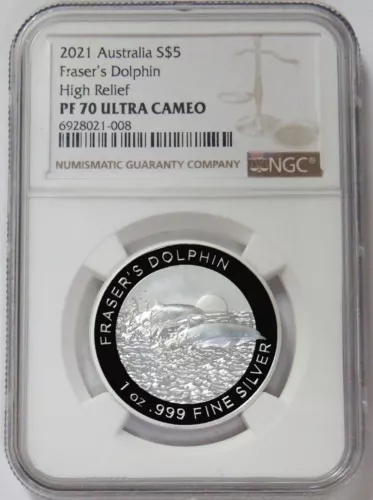 2021 Australia S$5
Fraser's Dolphin
High Relief
PF 70 ULTRA CAMEO
6928021-008
NUMISMATIC GUARANTY COMPANY
NGC®
FRASER'S DOLPHIN
1 oz .999 FINE SILVER